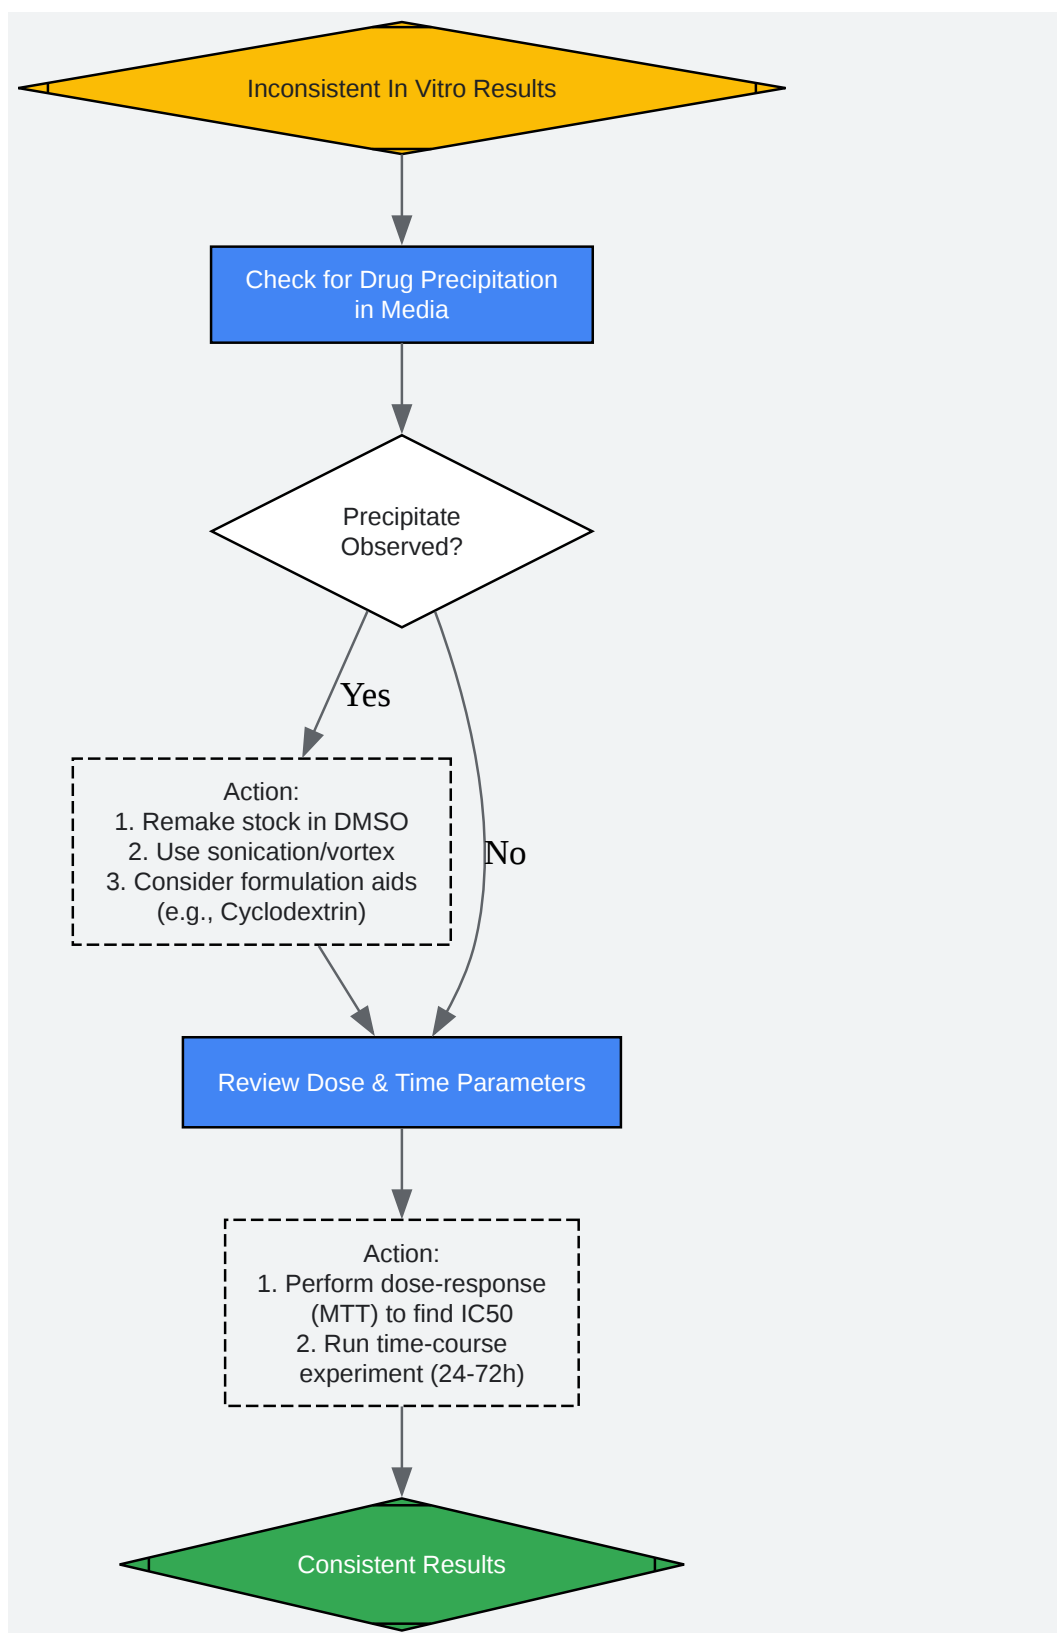 Inconsistent In Vitro Results
Check for Drug Precipitation
in Media
Precipitate
Observed?
Yes
Action:
1. Remake stock in DMSO
2. Use sonication/vortex
3. Consider formulation aids
(e.g., Cyclodextrin)
No
Review Dose & Time Parameters
Action:
1. Perform dose-response
(MTT) to find IC50
2. Run time-course
experiment (24-72h)
Consistent Results